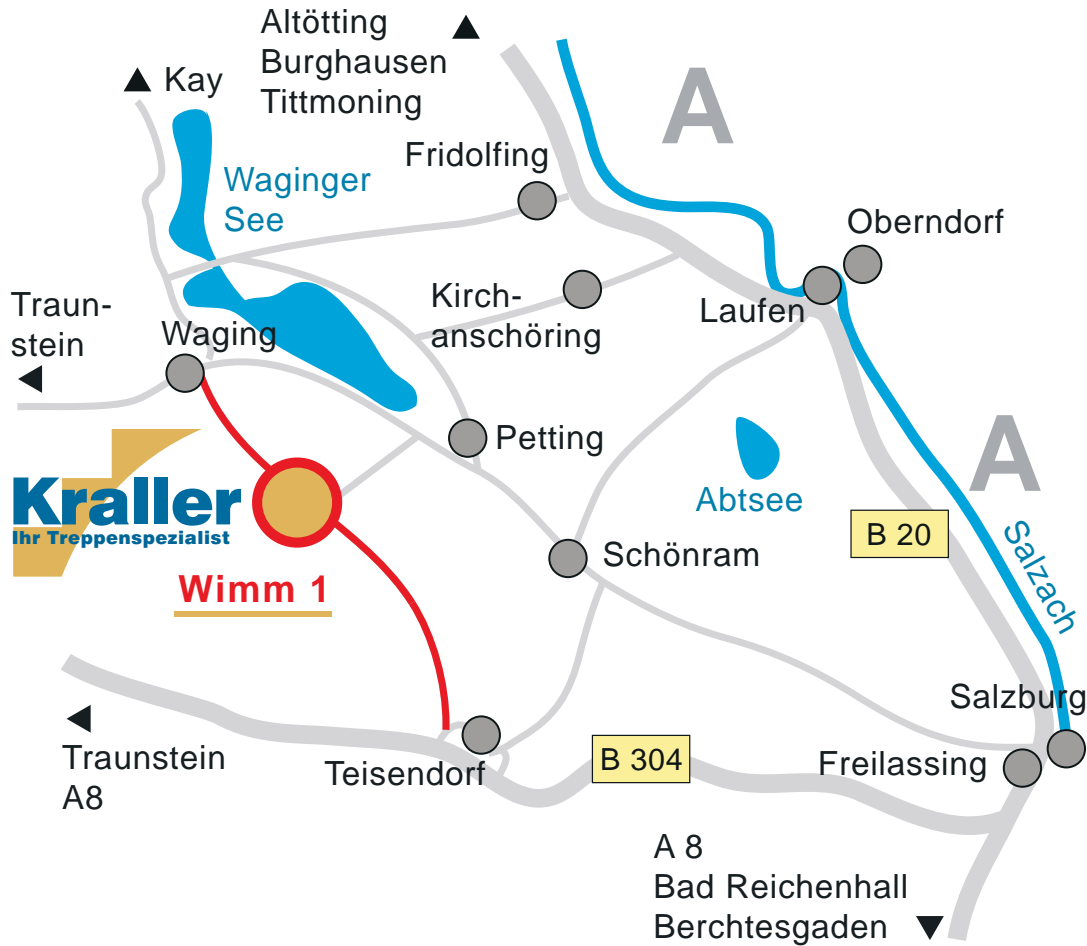 Altötting
Burghausen
Tittmoning
Kay
A
Fridolfing
Waginger
See
Oberndorf
Traun-
stein
Kirch-
anschöring
Laufen
Waging
Petting
A
Abtsee
Kraller
Ihr Treppenspezialist
B 20
Schönram
Salzach
Wimm 1
Salzburg
Traunstein
A8
Teisendorf
B 304
Freilassing
A 8
Bad Reichenhall
Berchtesgaden